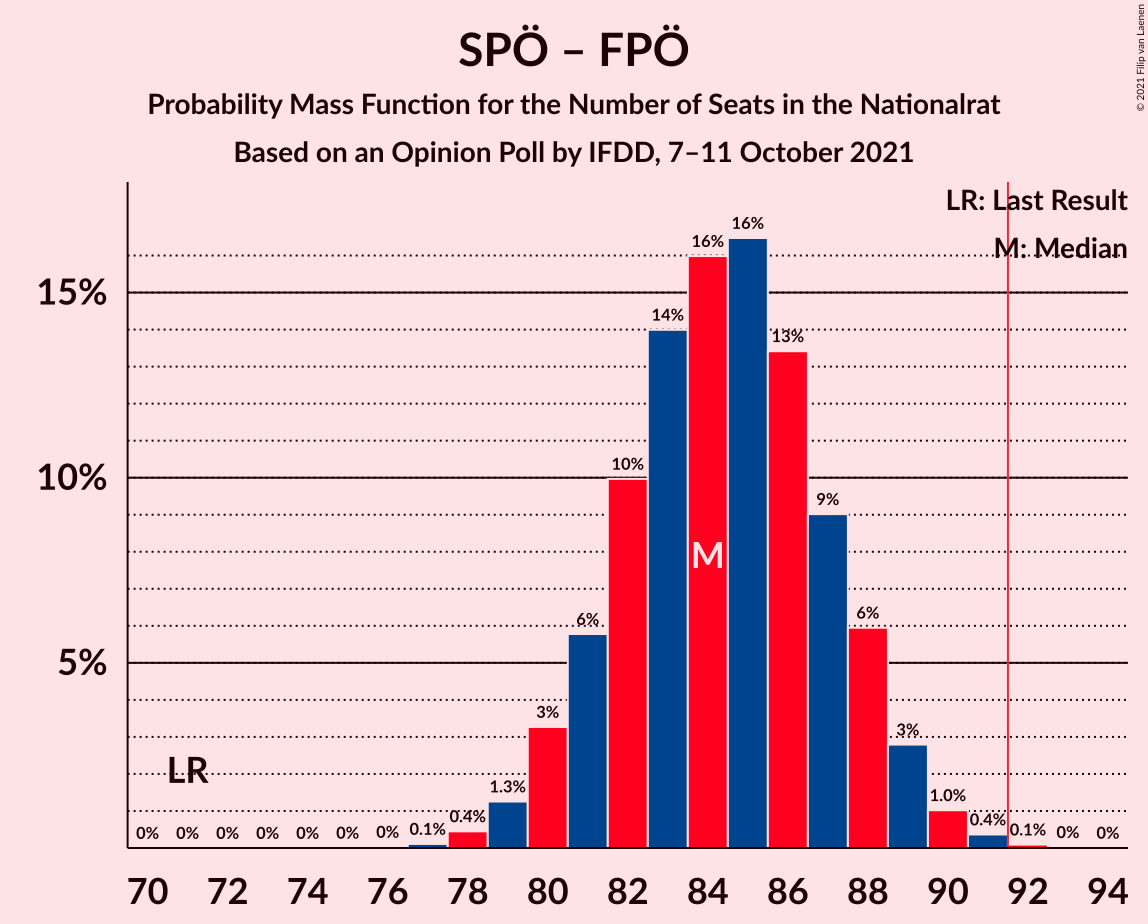 SPÖ – FPÖ
Probability Mass Function for the Number of Seats in the Nationalrat
Based on an Opinion Poll by IFDD, 7–11 October 2021
© 2021 Filip van Laenen
LR: Last Result
M: Median
15%
10%
5%
0% 0% 0% 0% 0% 0% 0% 0.1% 0.4% 1.3% 3% 6% 10% 14% 16% 16% 13% 9% 6% 3% 1.0% 0.4% 0.1% 0% 0%
LR
M
70 72 74 76 78 80 82 84 86 88 90 92 94